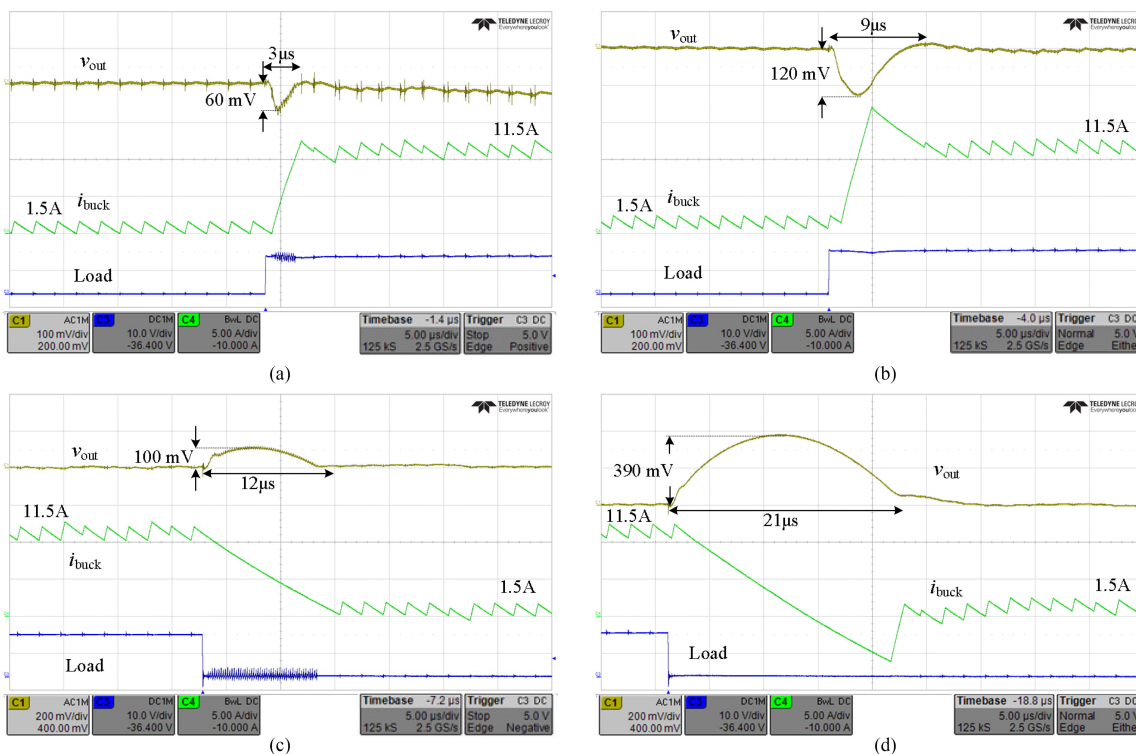 TELEDYNE LECROY
Everywhereyoulook"
vout
3µs
60 mV
11.5A
1.5A
ibuck
Load
C1 AC1M
100 mV/div
200.00 mV
C3 DC1M
10.0 V/div
-36.400 V
C4 BwL DC
5.00 A/div
-10.000 A
Timebase -1.4 µs
5.00 µs/div
125 kS 2.5 GS/s
Trigger C3 DC
Stop 5.0 V
Edge Positive
(a)
TELEDYNE LECROY
Everywhereyoulook"
vout
9µs
120 mV
11.5A
1.5A
ibuck
Load
C1 AC1M
100 mV/div
200.00 mV
C3 DC1M
10.0 V/div
-36.400 V
C4 BwL DC
5.00 A/div
-10.000 A
Timebase -4.0 µs
5.00 µs/div
125 kS 2.5 GS/s
Trigger C3 DC
Normal 5.0 V
Edge Eithe
(b)
TELEDYNE LECROY
Everywhereyoulook"
vout
100 mV
12µs
11.5A
ibuck
1.5A
Load
C1 AC1M
200 mV/div
400.00 mV
C3 DC1M
10.0 V/div
-36.400 V
C4 BwL DC
5.00 A/div
-10.000 A
Timebase -7.2 µs
5.00 µs/div
125 kS 2.5 GS/s
Trigger C3 DC
Stop 5.0 V
Edge Negative
(c)
TELEDYNE LECROY
Everywhereyoulook"
390 mV
vout
21µs
11.5A
ibuck
1.5A
Load
C1 AC1M
200 mV/div
400.00 mV
C3 DC1M
10.0 V/div
-36.400 V
C4 BwL DC
5.00 A/div
-10.000 A
Timebase -18.8 µs
5.00 µs/div
125 kS 2.5 GS/s
Trigger C3 DC
Normal 5.0 V
Edge Eithe
(d)